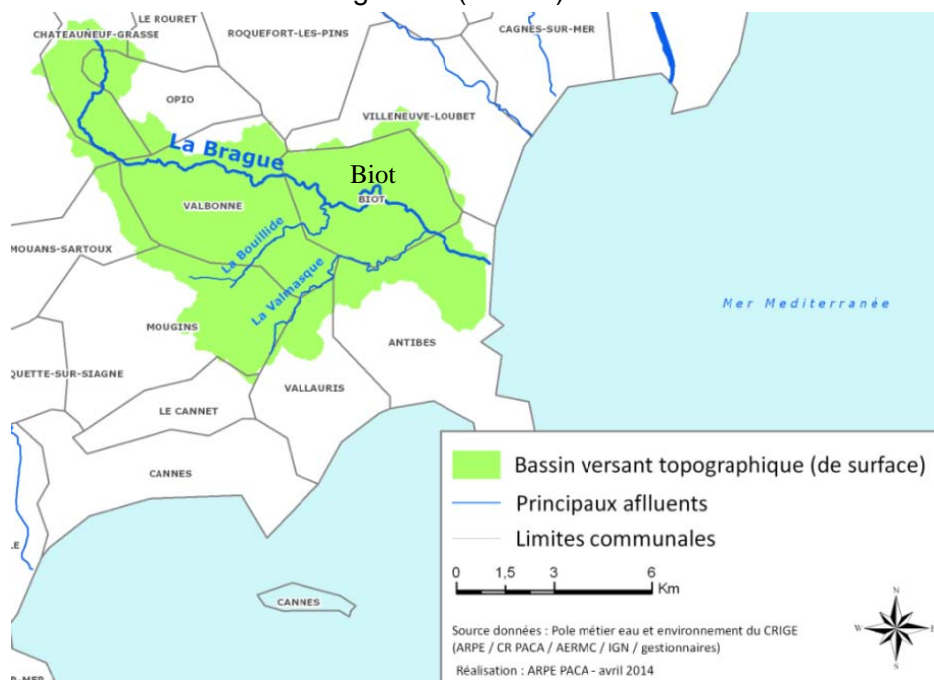 LE ROURET
CHATEAUNEUF-GRASSE
ROQUEFORT-LES-PINS
CAGNES-SUR-MER
OPIO
VILLENEUVE-LOUBET
La Brague
Biot
BIOT
VALBONNE
La Bouillide
MOUANS-SARTOUX
La Valmasque
Mer Mediterranée
MOUGINS
ANTIBES
QUETTE-SUR-SIAGNE
VALLAURIS
LE CANNET
CANNES
LE
CANNES
R-MER
Bassin versant topographique (de surface)
Principaux aflluents
Limites communales
0 1,5 3 6
Km
N
W E
S
Source données : Pole métier eau et environnement du CRIGE
(ARPE / CR PACA / AERMC / IGN / gestionnaires)
Réalisation : ARPE PACA - avril 2014